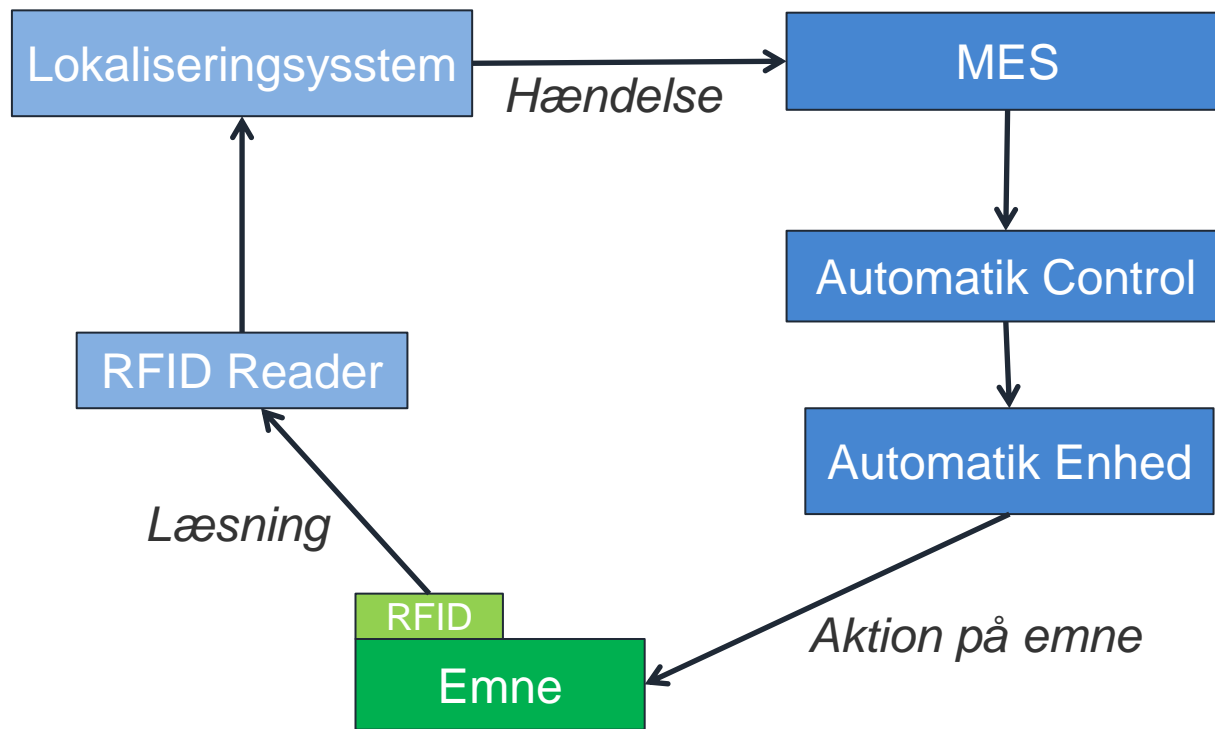 Lokaliseringsysstem
MES
Hændelse
Automatik Control
RFID Reader
Automatik Enhed
Læsning
RFID
Aktion på emne
Emne